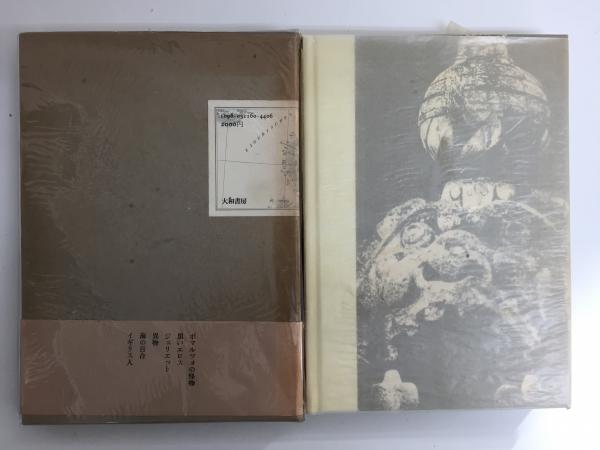 1098-051160-4406
2000円
大和書房
ボマルツォの怪物
黒いエロス
ジュリエット
異物
海の百合
イギリス人